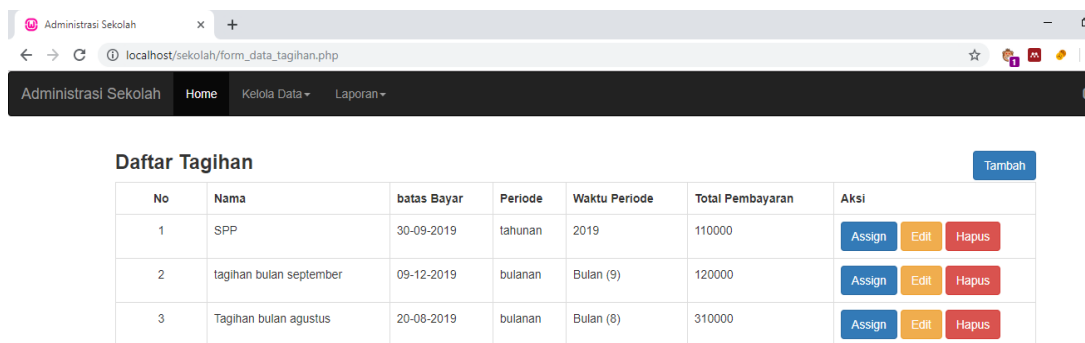 Administrasi Sekolah
localhost/sekolah/form_data_tagihan.php
1
Administrasi Sekolah Home Kelola Data Laporan
Daftar Tagihan
Tambah
No Nama batas Bayar Periode Waktu Periode Total Pembayaran Aksi
1 SPP 30-09-2019 tahunan 2019 110000 Assign Edit Hapus
2 tagihan bulan september 09-12-2019 bulanan Bulan (9) 120000 Assign Edit Hapus
3 Tagihan bulan agustus 20-08-2019 bulanan Bulan (8) 310000 Assign Edit Hapus